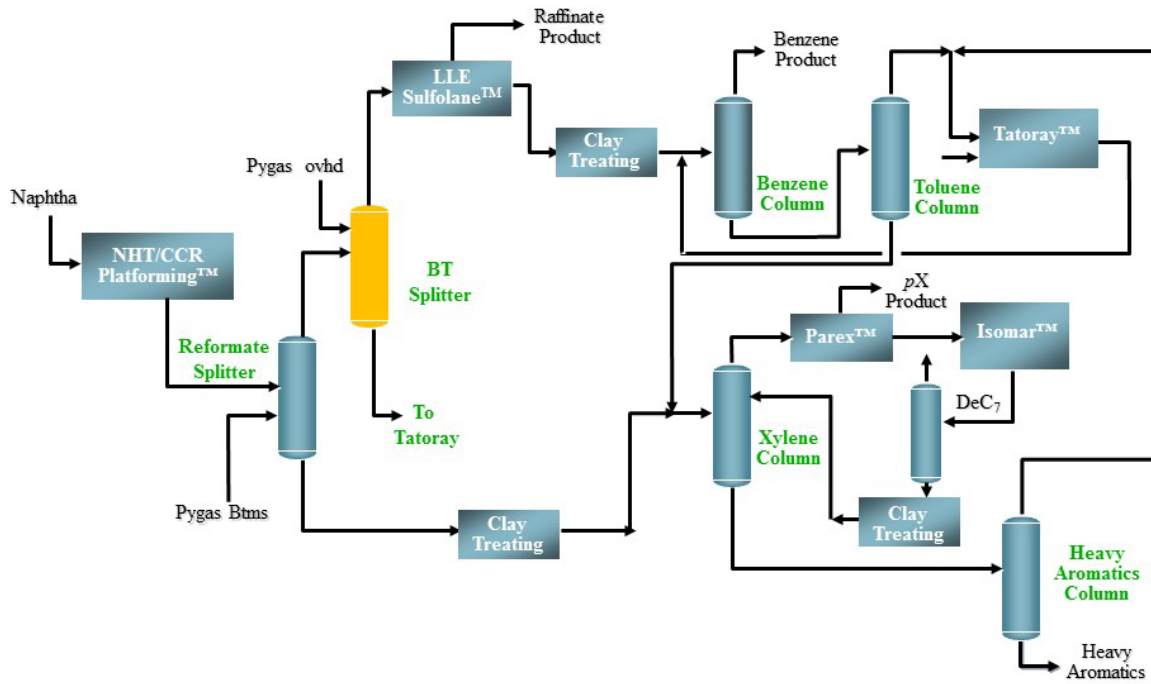 Raffinate
Product
Benzene
Product
LLE
Sulfolane™
Tatoray™
Clay
Treating
Pygas ovhd
Benzene
Column
Toluene
Column
Naphtha
NHT/CCR
Platforming™
BT
Splitter
pX
Product
Parex™
Isomar™
Reformate
Splitter
DeC₇
To
Tatoray
Xylene
Column
Pygas Btms
Clay
Treating
Clay
Treating
Heavy
Aromatics
Column
Heavy
Aromatics